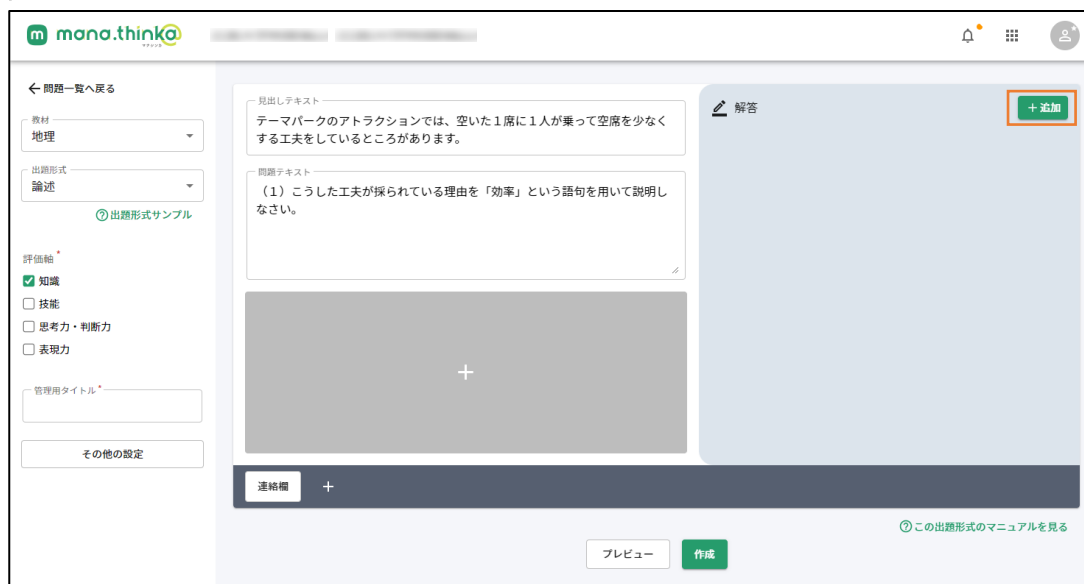 mana.thinka
マナシンカ
← 問題一覧へ戻る
教材
地理
出題形式
論述
?出題形式サンプル
評価軸 *
知識
技能
思考力・判断力
表現力
管理用タイトル *
その他の設定
見出しテキスト
テーマパークのアトラクションでは、空いた１席に１人が乗って空席を少なく
する工夫をしているところがあります。
問題テキスト
（１）こうした工夫が採られている理由を「効率」という語句を用いて説明し
なさい。
+
解答
+ 追加
連絡欄
+
?この出題形式のマニュアルを見る
プレビュー
作成